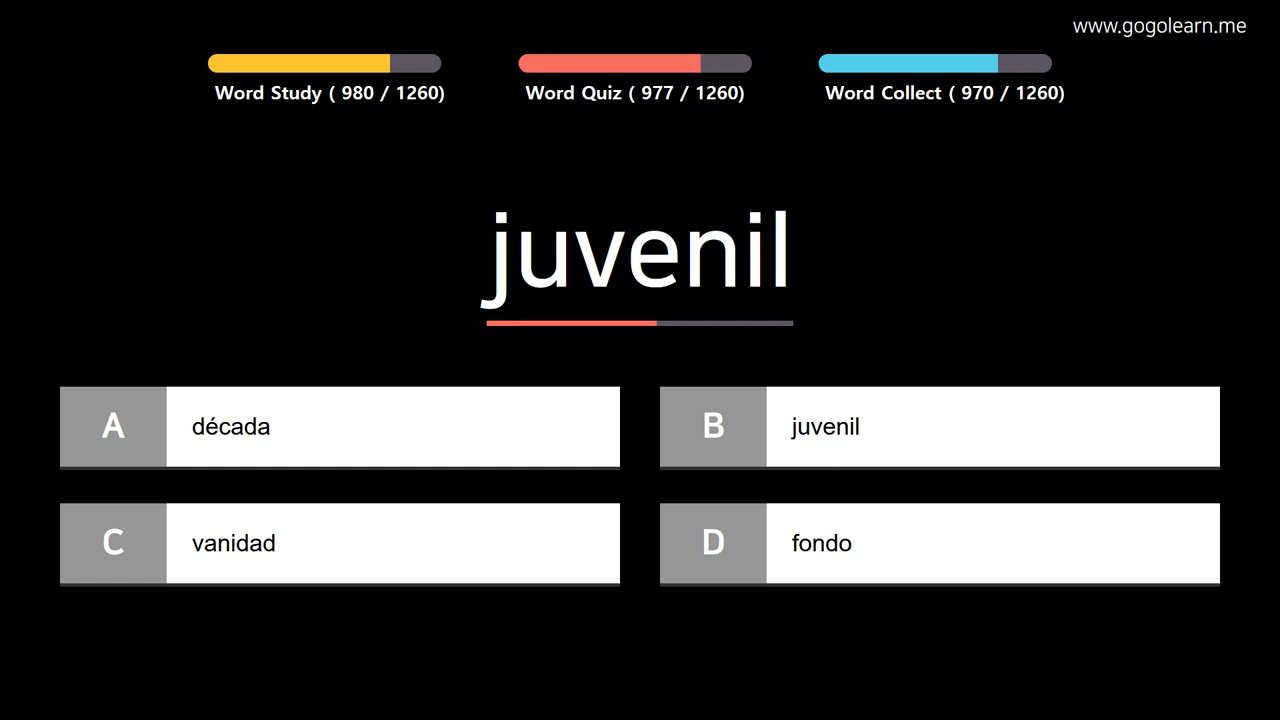 www.gogolearn.me
Word Study ( 980 / 1260)
Word Quiz ( 977 / 1260)
Word Collect ( 970 / 1260)
juvenil
A década
B juvenil
C vanidad
D fondo